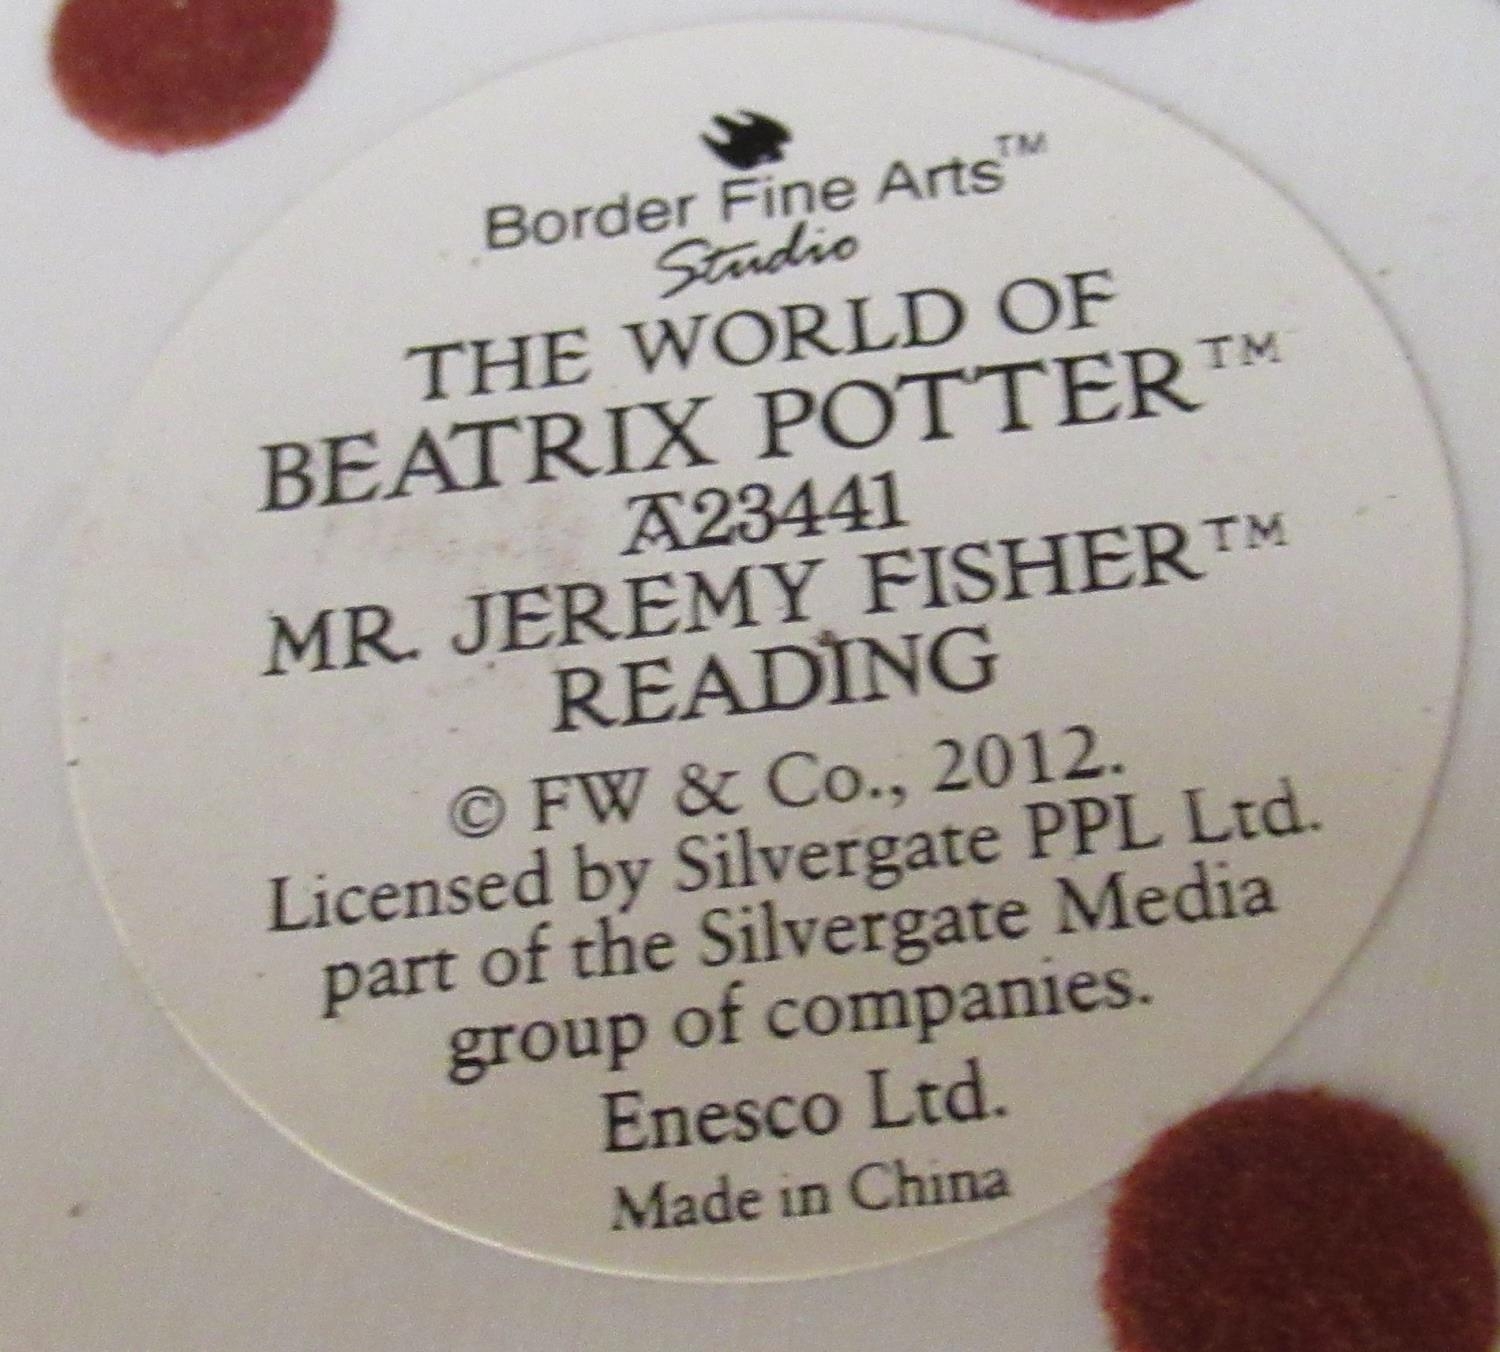 Border Fine Arts™
Studio
THE WORLD OF
BEATRIX POTTER™
A23441
MR. JEREMY FISHER™
READING
© FW & Co., 2012.
Licensed by Silvergate PPL Ltd.
part of the Silvergate Media
group of companies.
Enesco Ltd.
Made in China